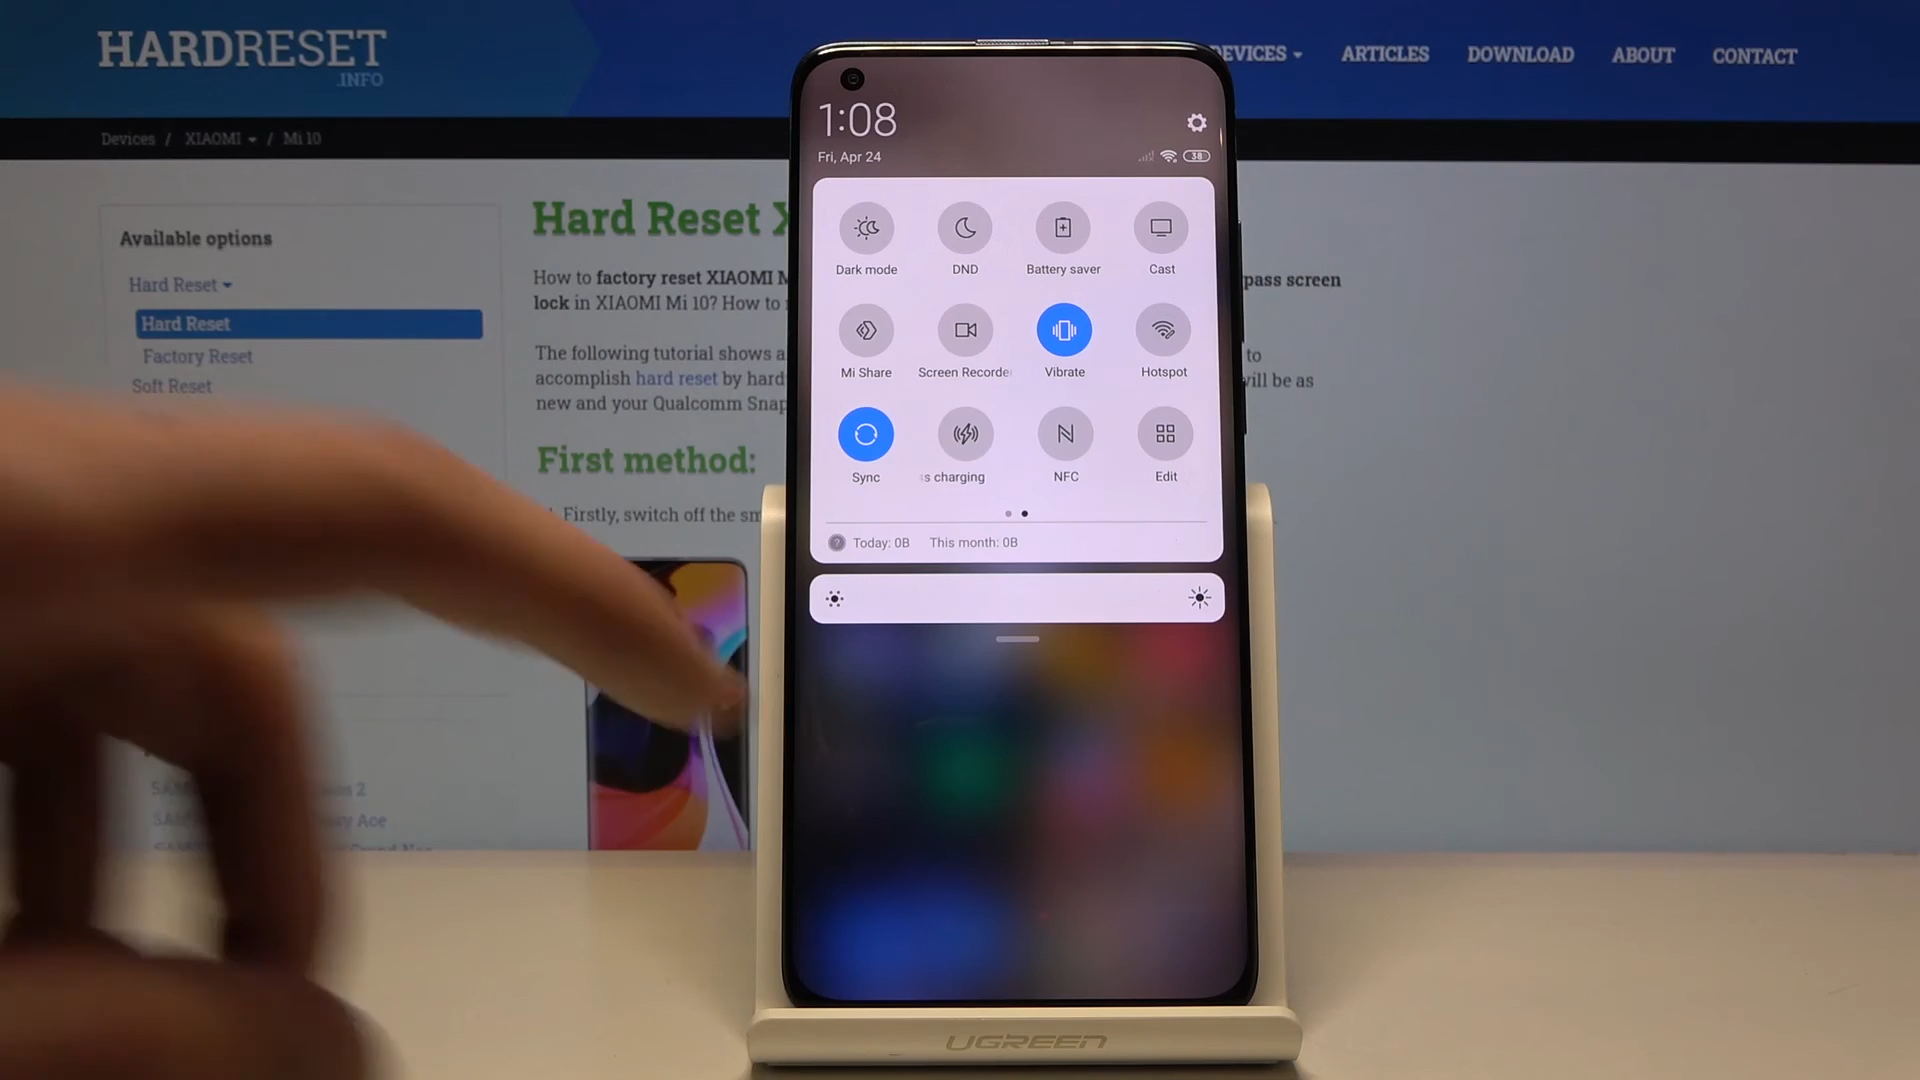 HARDRESET
.INFO
DEVICES
ARTICLES
DOWNLOAD
ABOUT
CONTACT
Devices / XIAOMI / Mi 10
Available options
Hard Reset
Hard Reset
Factory Reset
Soft Reset
Hard Reset X
How to factory reset XIAOMI M
pass screen
lock in XIAOMI Mi 10? How to
The following tutorial shows a
to
accomplish hard reset by hard
will be as
new and your Qualcomm Snap
First method:
Firstly, switch off the sm
1:08
Fri, Apr 24
38
Dark mode
DND
Battery saver
Cast
Mi Share
Screen Recorde
Vibrate
Hotspot
Sync
s charging
NFC
Edit
Today: 0B
This month: 0B
UGREEN